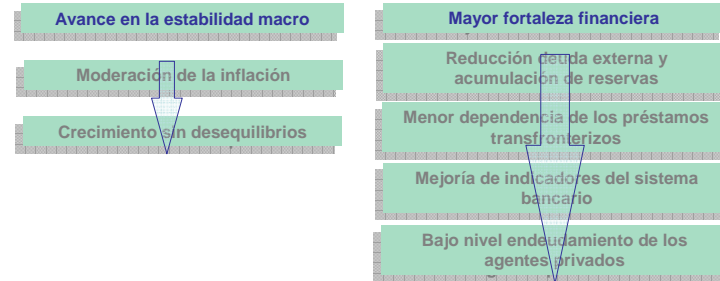 Avance en la estabilidad macro
Moderación de la inflación
Crecimiento sin desequilibrios
Mayor fortaleza financiera
Reducción deuda externa y
acumulación de reservas
Menor dependencia de los préstamos
transfronterizos
Mejoría de indicadores del sistema
bancario
Bajo nivel endeudamiento de los
agentes privados